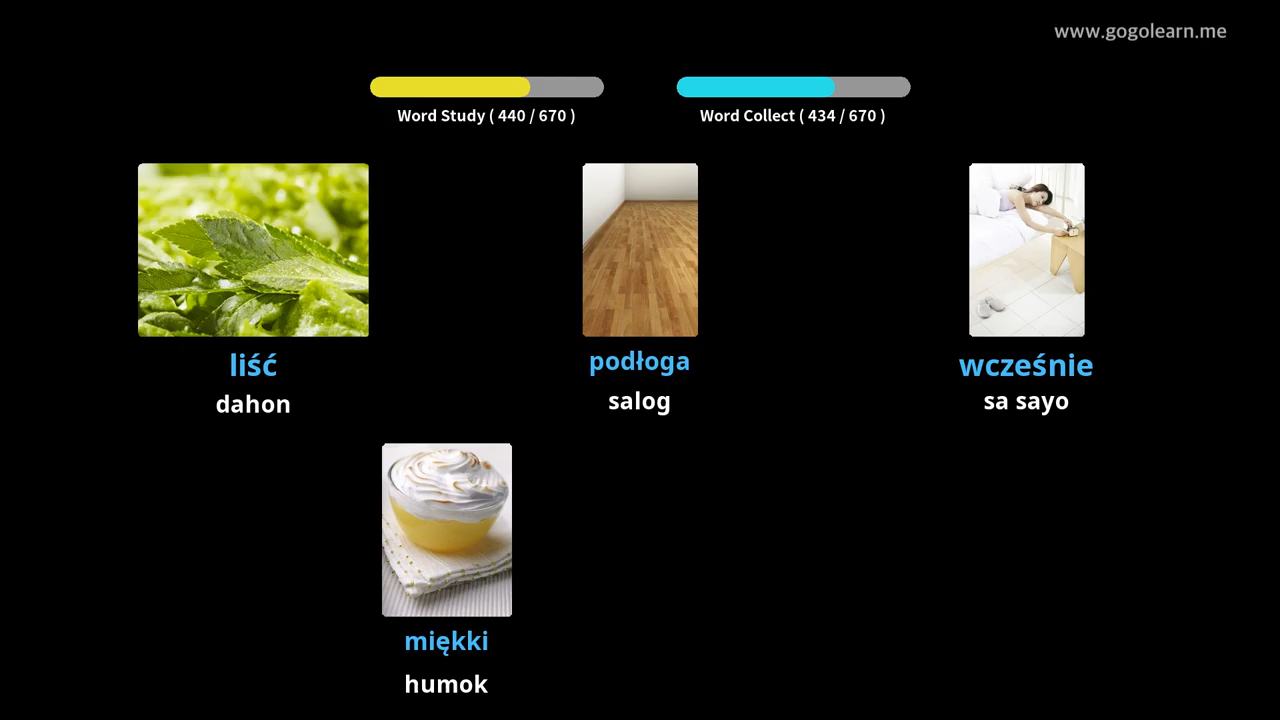 www.gogolearn.me
Word Study ( 440 / 670 )
Word Collect ( 434 / 670 )
liść
dahon
podłoga
salog
wcześnie
sa sayo
miękki
humok